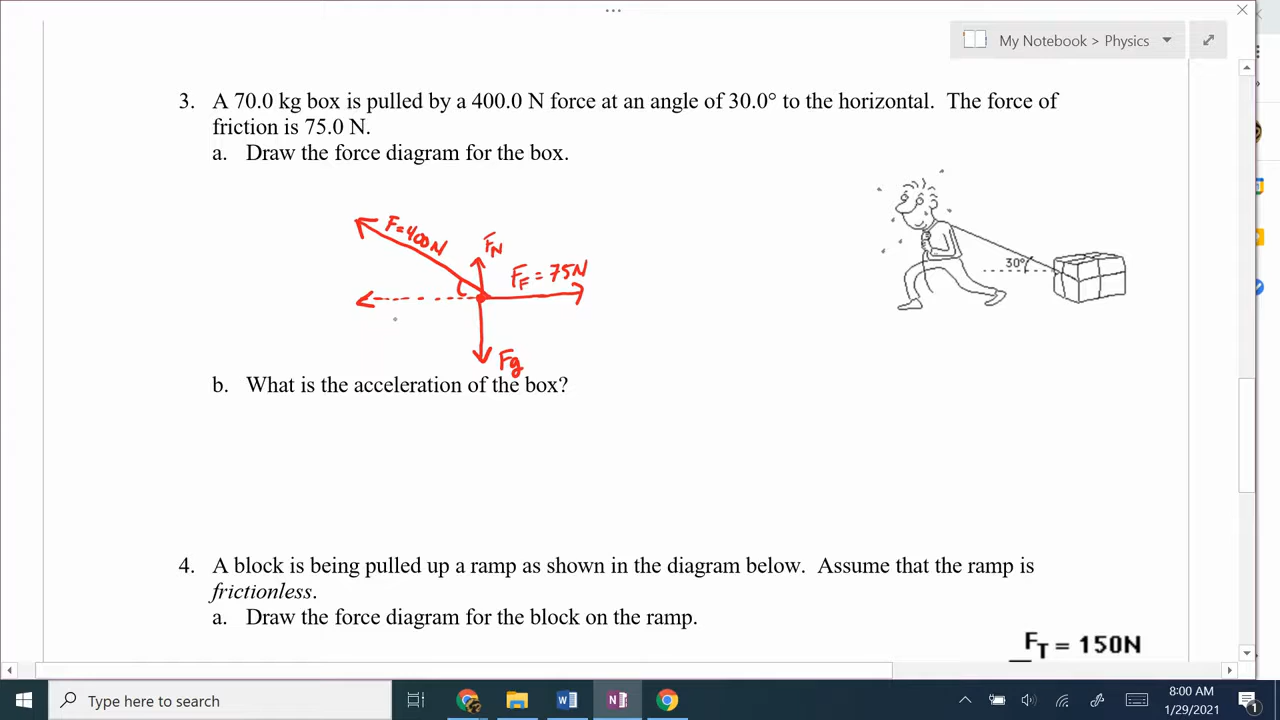 My Notebook > Physics
3. A 70.0 kg box is pulled by a 400.0 N force at an angle of 30.0° to the horizontal. The force of
friction is 75.0 N.
a. Draw the force diagram for the box.
F=400N
FN
FF = 75N
Fg
30°
b. What is the acceleration of the box?
4. A block is being pulled up a ramp as shown in the diagram below. Assume that the ramp is
frictionless.
a. Draw the force diagram for the block on the ramp.
FT = 150N
Type here to search
8:00 AM
1/29/2021
1